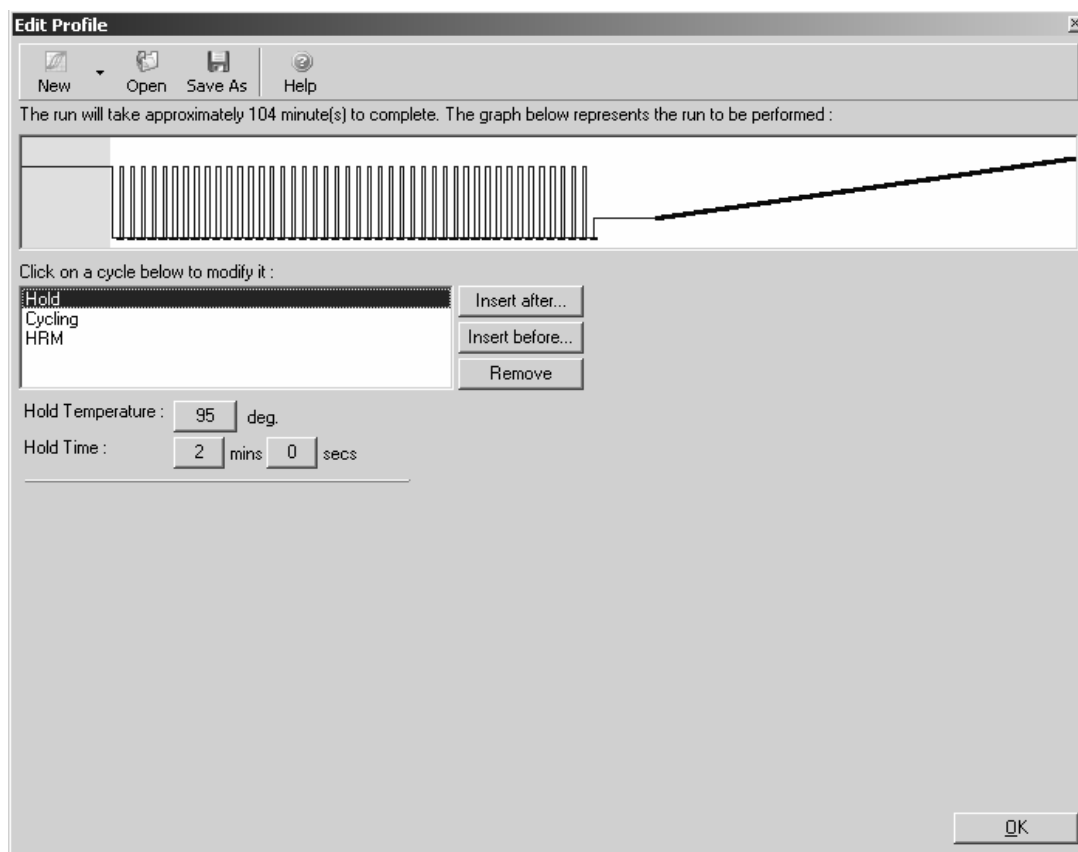 Edit Profile
New Open Save As Help
The run will take approximately 104 minute(s) to complete. The graph below represents the run to be performed :
Click on a cycle below to modify it :
Hold
Cycling
HRM
Insert after...
Insert before...
Remove
Hold Temperature : 95 deg.
Hold Time : 2 mins 0 secs
OK